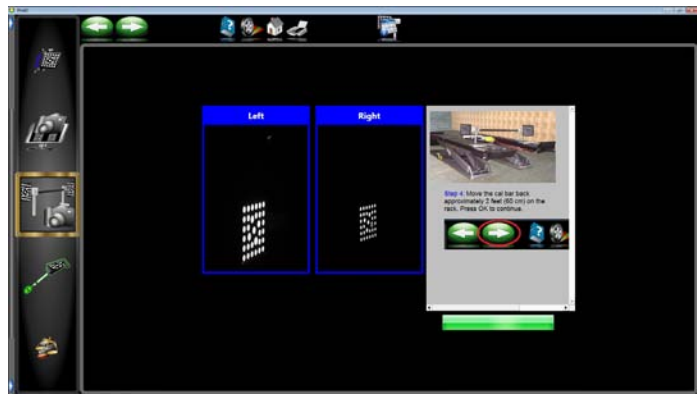 Left
Right
Step 4. Move the cal bar back
approximately 2 feet (60 cm) on the
rack. Press OK to continue.